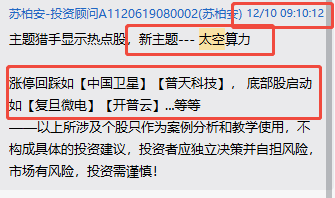 苏柏安-投资顾问A1120619080002(苏柏安) 12/10 09:10:12
主题猎手显示热点股，新主题--- 太空算力
涨停回踩如【中国卫星】【普天科技】， 底部股启动
如【复旦微电】【开普云】...等等
——以上所涉及个股只作为案例分析和教学使用，不
构成具体的投资建议，投资者应独立决策并自担风险，
市场有风险，投资需谨慎！